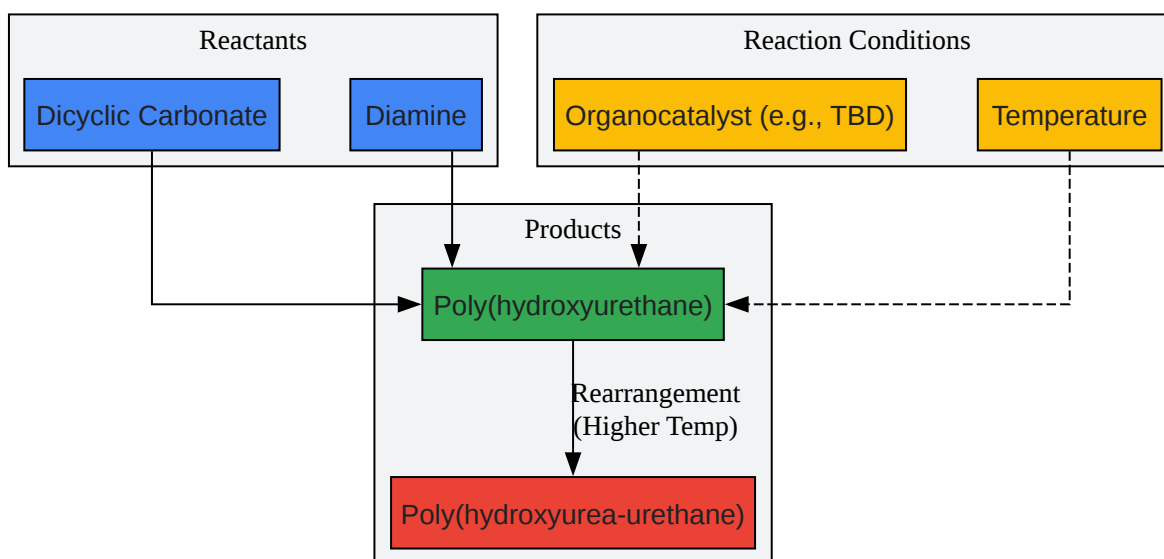 Reactants
Reaction Conditions
Dicyclic Carbonate
Diamine
Organocatalyst (e.g., TBD)
Temperature
Products
Poly(hydroxyurethane)
Rearrangement
(Higher Temp)
Poly(hydroxyurea-urethane)